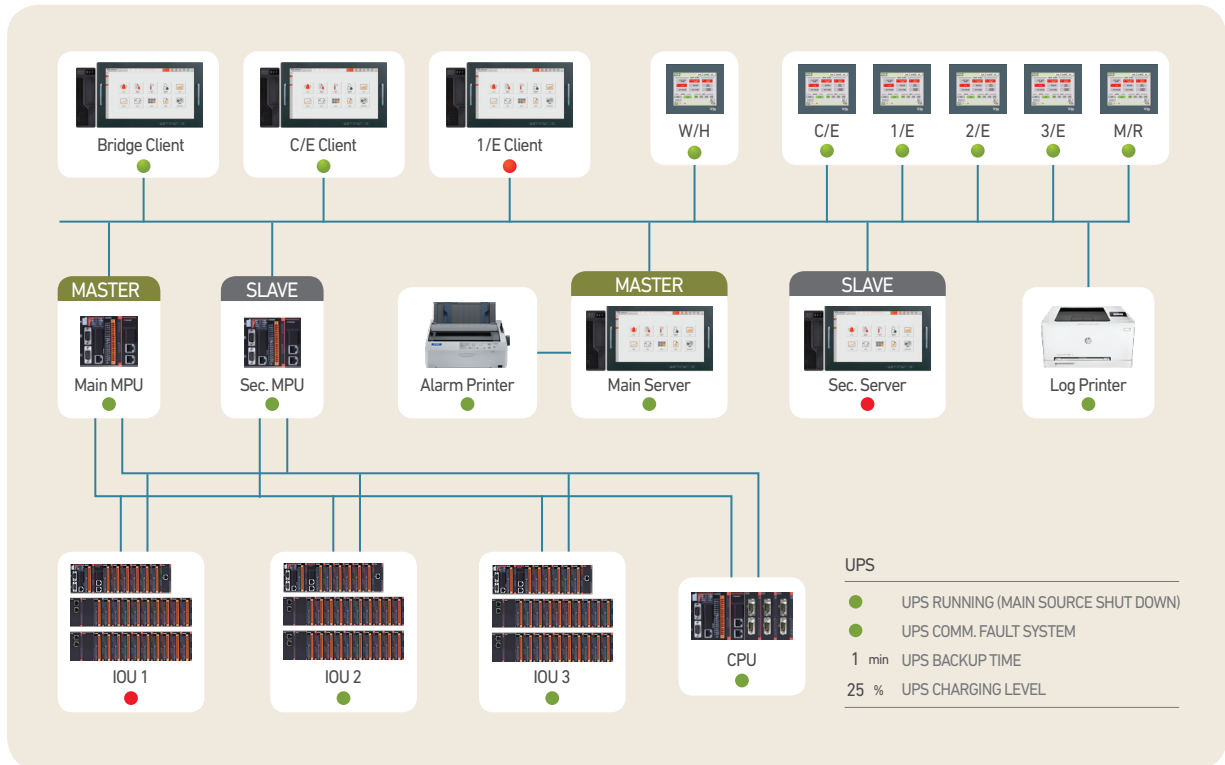 Bridge Client
C/E Client
1/E Client
W/H
C/E
1/E
2/E
3/E
M/R
MASTER
SLAVE
MASTER
SLAVE
Main MPU
Sec. MPU
Alarm Printer
Main Server
Sec. Server
Log Printer
IOU 1
IOU 2
IOU 3
CPU
UPS
UPS RUNNING (MAIN SOURCE SHUT DOWN)
UPS COMM. FAULT SYSTEM
1 min UPS BACKUP TIME
25 % UPS CHARGING LEVEL